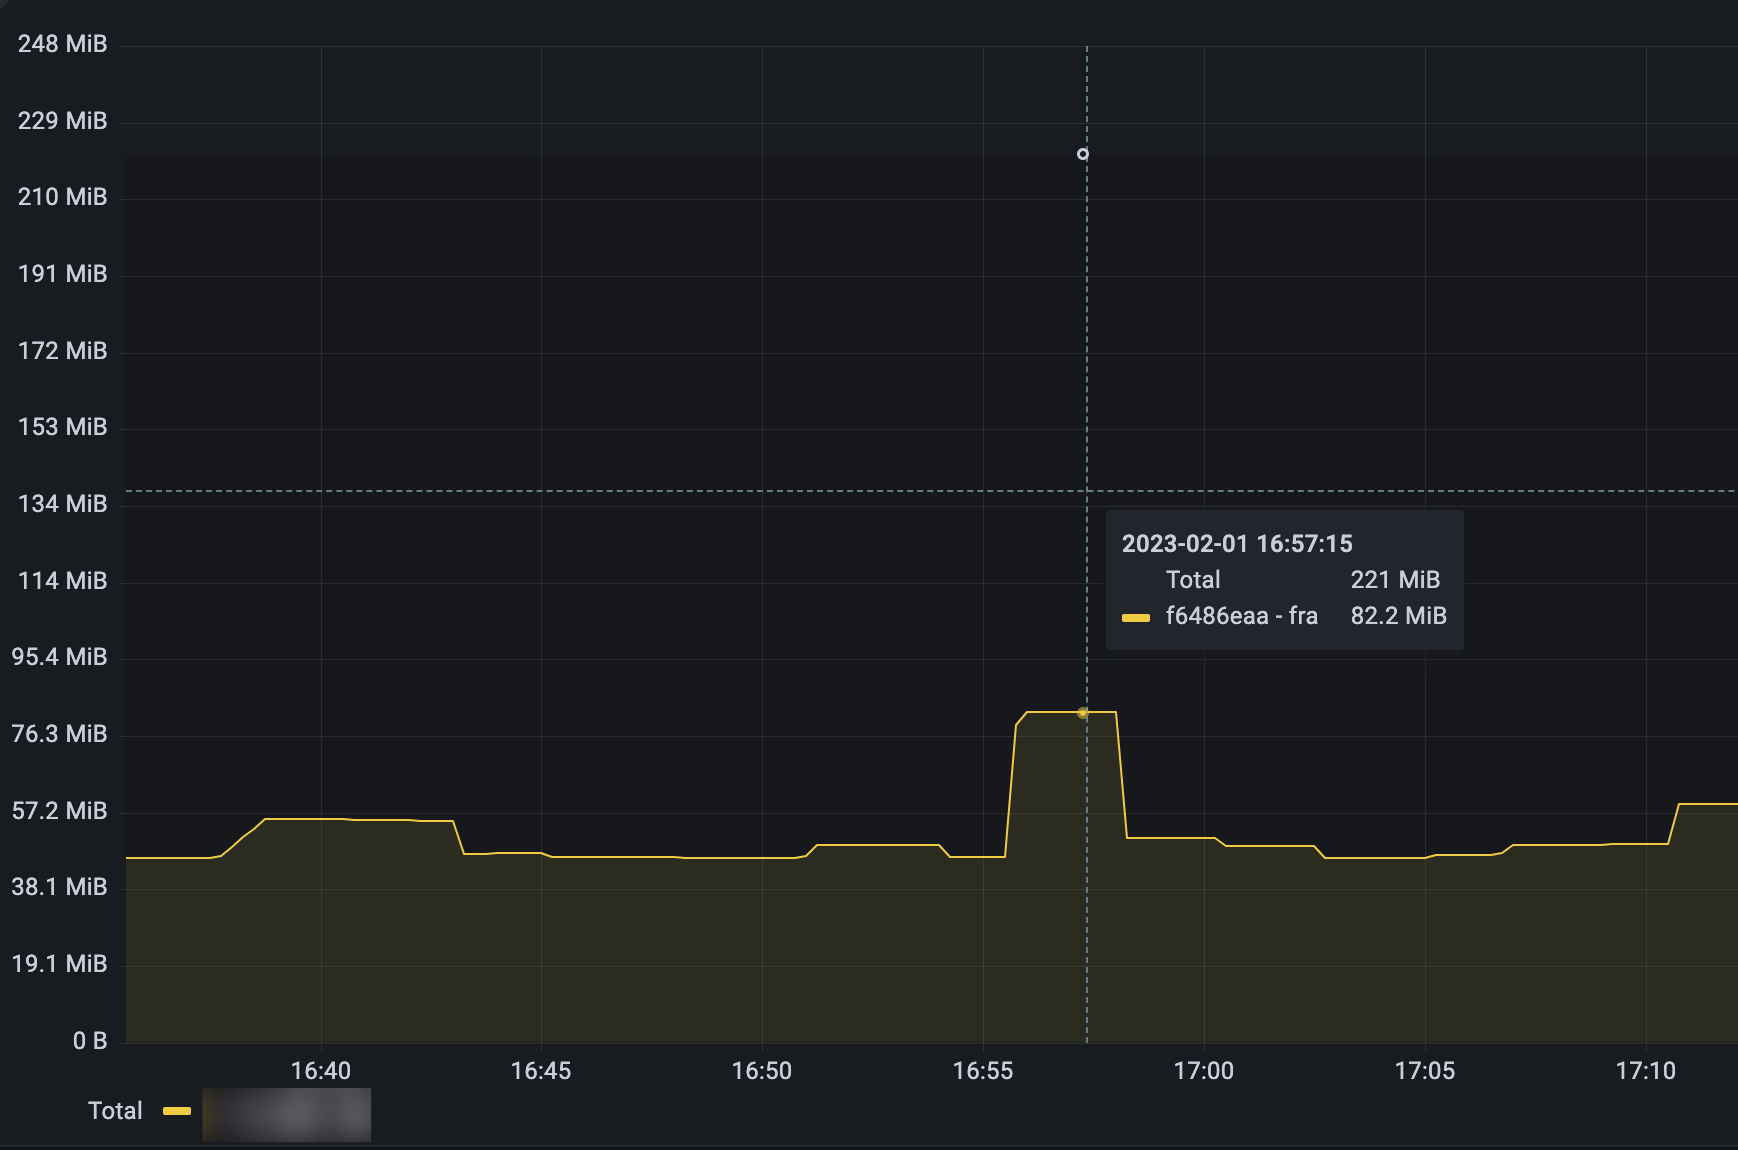 248 MiB
229 MiB
210 MiB
191 MiB
172 MiB
153 MiB
134 MiB
2023-02-01 16:57:15
Total 221 MiB
f6486eaa - fra 82.2 MiB
114 MiB
95.4 MiB
76.3 MiB
57.2 MiB
38.1 MiB
19.1 MiB
0 B
16:40 16:45 16:50 16:55 17:00 17:05 17:10
Total